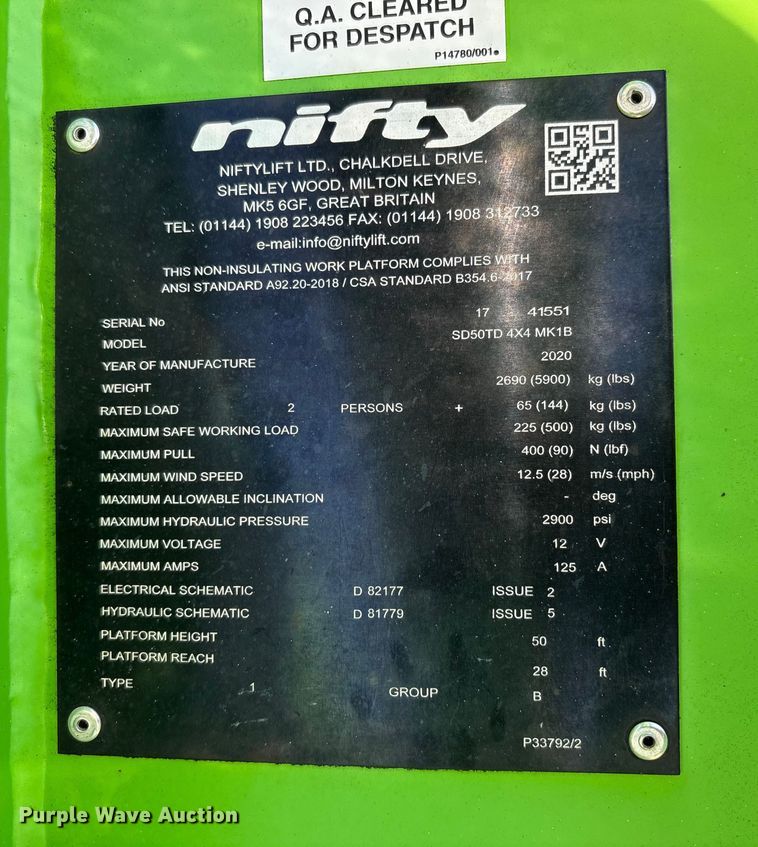 Q.A. CLEARED
FOR DESPATCH
P14780/001
nifty
NIFTYLIFT LTD., CHALKDELL DRIVE,
SHENLEY WOOD, MILTON KEYNES,
MK5 6GF, GREAT BRITAIN
TEL: (01144) 1908 223456 FAX: (01144) 1908 312733
e-mail:info@niftylift.com
THIS NON-INSULATING WORK PLATFORM COMPLIES WITH
ANSI STANDARD A92.20-2018 / CSA STANDARD B354.6-2017
SERIAL No 17 41551
MODEL SD50TD 4X4 MK1B
YEAR OF MANUFACTURE 2020
WEIGHT 2690 (5900) kg (lbs)
RATED LOAD 2 PERSONS + 65 (144) kg (lbs)
MAXIMUM SAFE WORKING LOAD 225 (500) kg (lbs)
MAXIMUM PULL 400 (90) N (lbf)
MAXIMUM WIND SPEED 12.5 (28) m/s (mph)
MAXIMUM ALLOWABLE INCLINATION - deg
MAXIMUM HYDRAULIC PRESSURE 2900 psi
MAXIMUM VOLTAGE 12 V
MAXIMUM AMPS 125 A
ELECTRICAL SCHEMATIC D 82177 ISSUE 2
HYDRAULIC SCHEMATIC D 81779 ISSUE 5
PLATFORM HEIGHT 50 ft
PLATFORM REACH 28 ft
TYPE 1 GROUP B
P33792/2
Purple Wave Auction